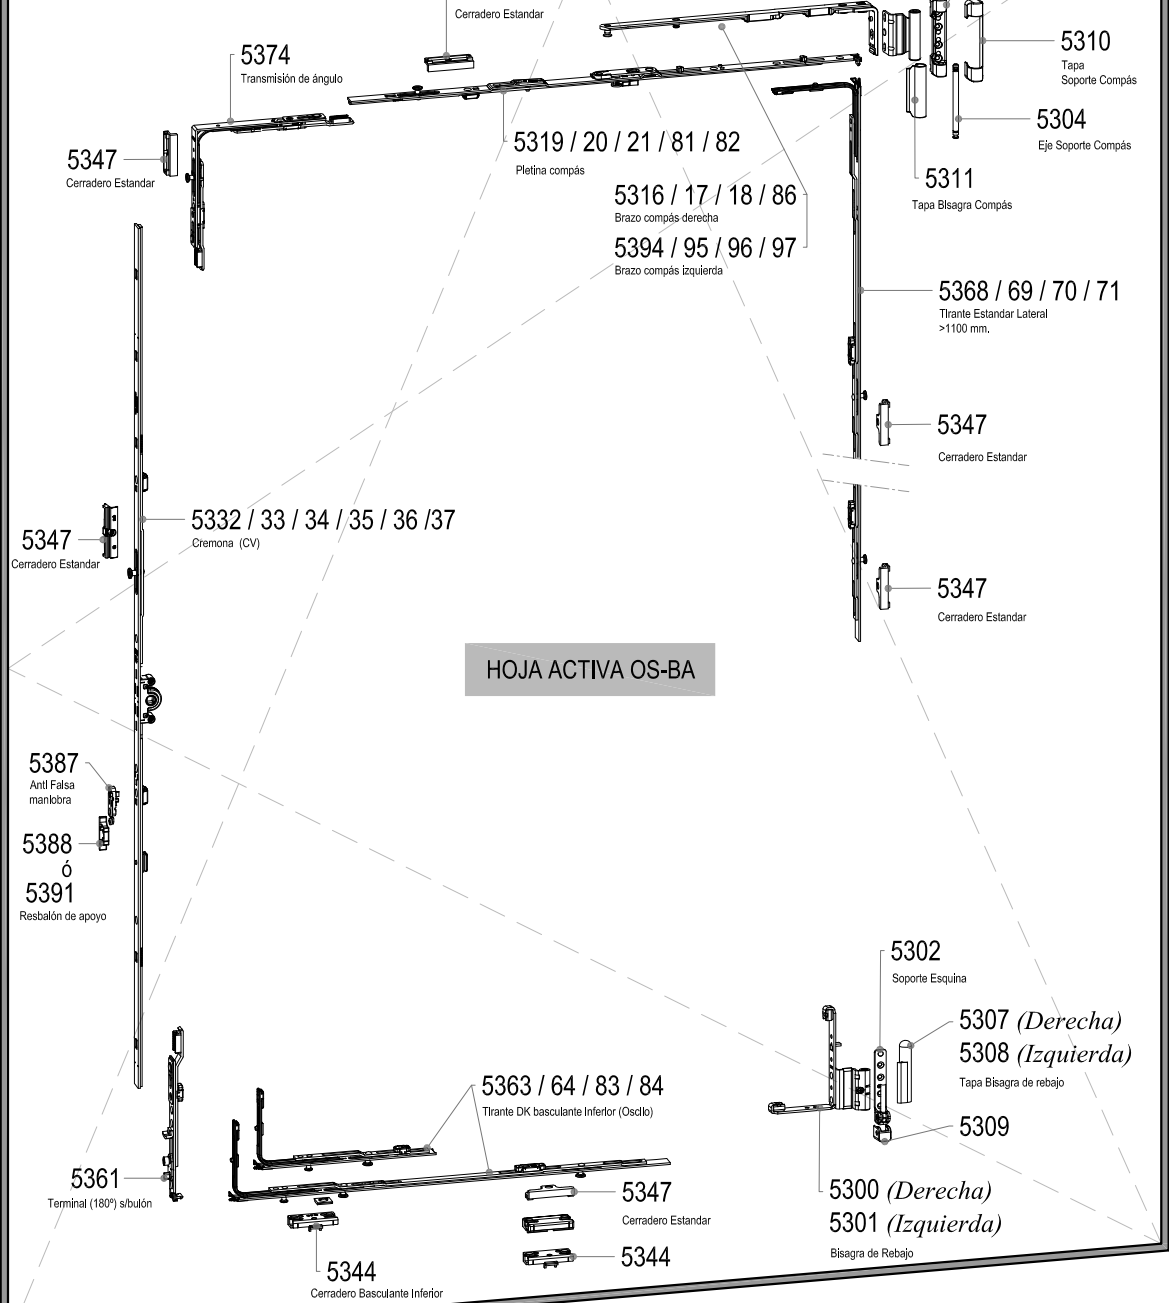 Cerradero Estandar
5374
Transmisión de ángulo
5310
Tapa
Soporte Compás
5304
Eje Soporte Compás
5347
Cerradero Estandar
5319 / 20 / 21 / 81 / 82
Pletina compás
5316 / 17 / 18 / 86
Brazo compás derecha
5394 / 95 / 96 / 97
Brazo compás izquierda
5311
Tapa Bisagra Compás
5368 / 69 / 70 / 71
Tirante Estandar Lateral
>1100 mm.
5347
Cerradero Estandar
5332 / 33 / 34 / 35 / 36 /37
Cremona (CV)
5347
Cerradero Estandar
5347
Cerradero Estandar
HOJA ACTIVA OS-BA
5387
Anti Falsa
maniobra
5388
Ó
5391
Resbalón de apoyo
5302
Soporte Esquina
5307 (Derecha)
5308 (Izquierda)
Tapa Bisagra de rebajo
5309
5363 / 64 / 83 / 84
Tirante DK basculante Inferior (Oscilo)
5361
Terminal (180º) s/bulón
5347
Cerradero Estandar
5300 (Derecha)
5301 (Izquierda)
Bisagra de Rebajo
5344
5344
Cerradero Basculante Inferior